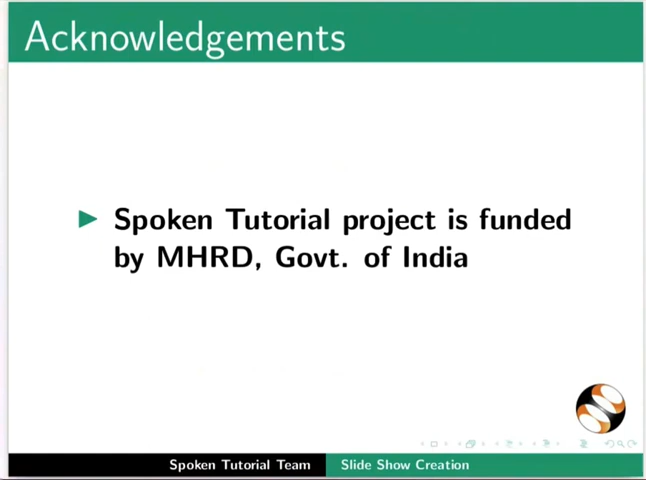 Acknowledgements
Spoken Tutorial project is funded
by MHRD, Govt. of India
Spoken Tutorial Team
Slide Show Creation